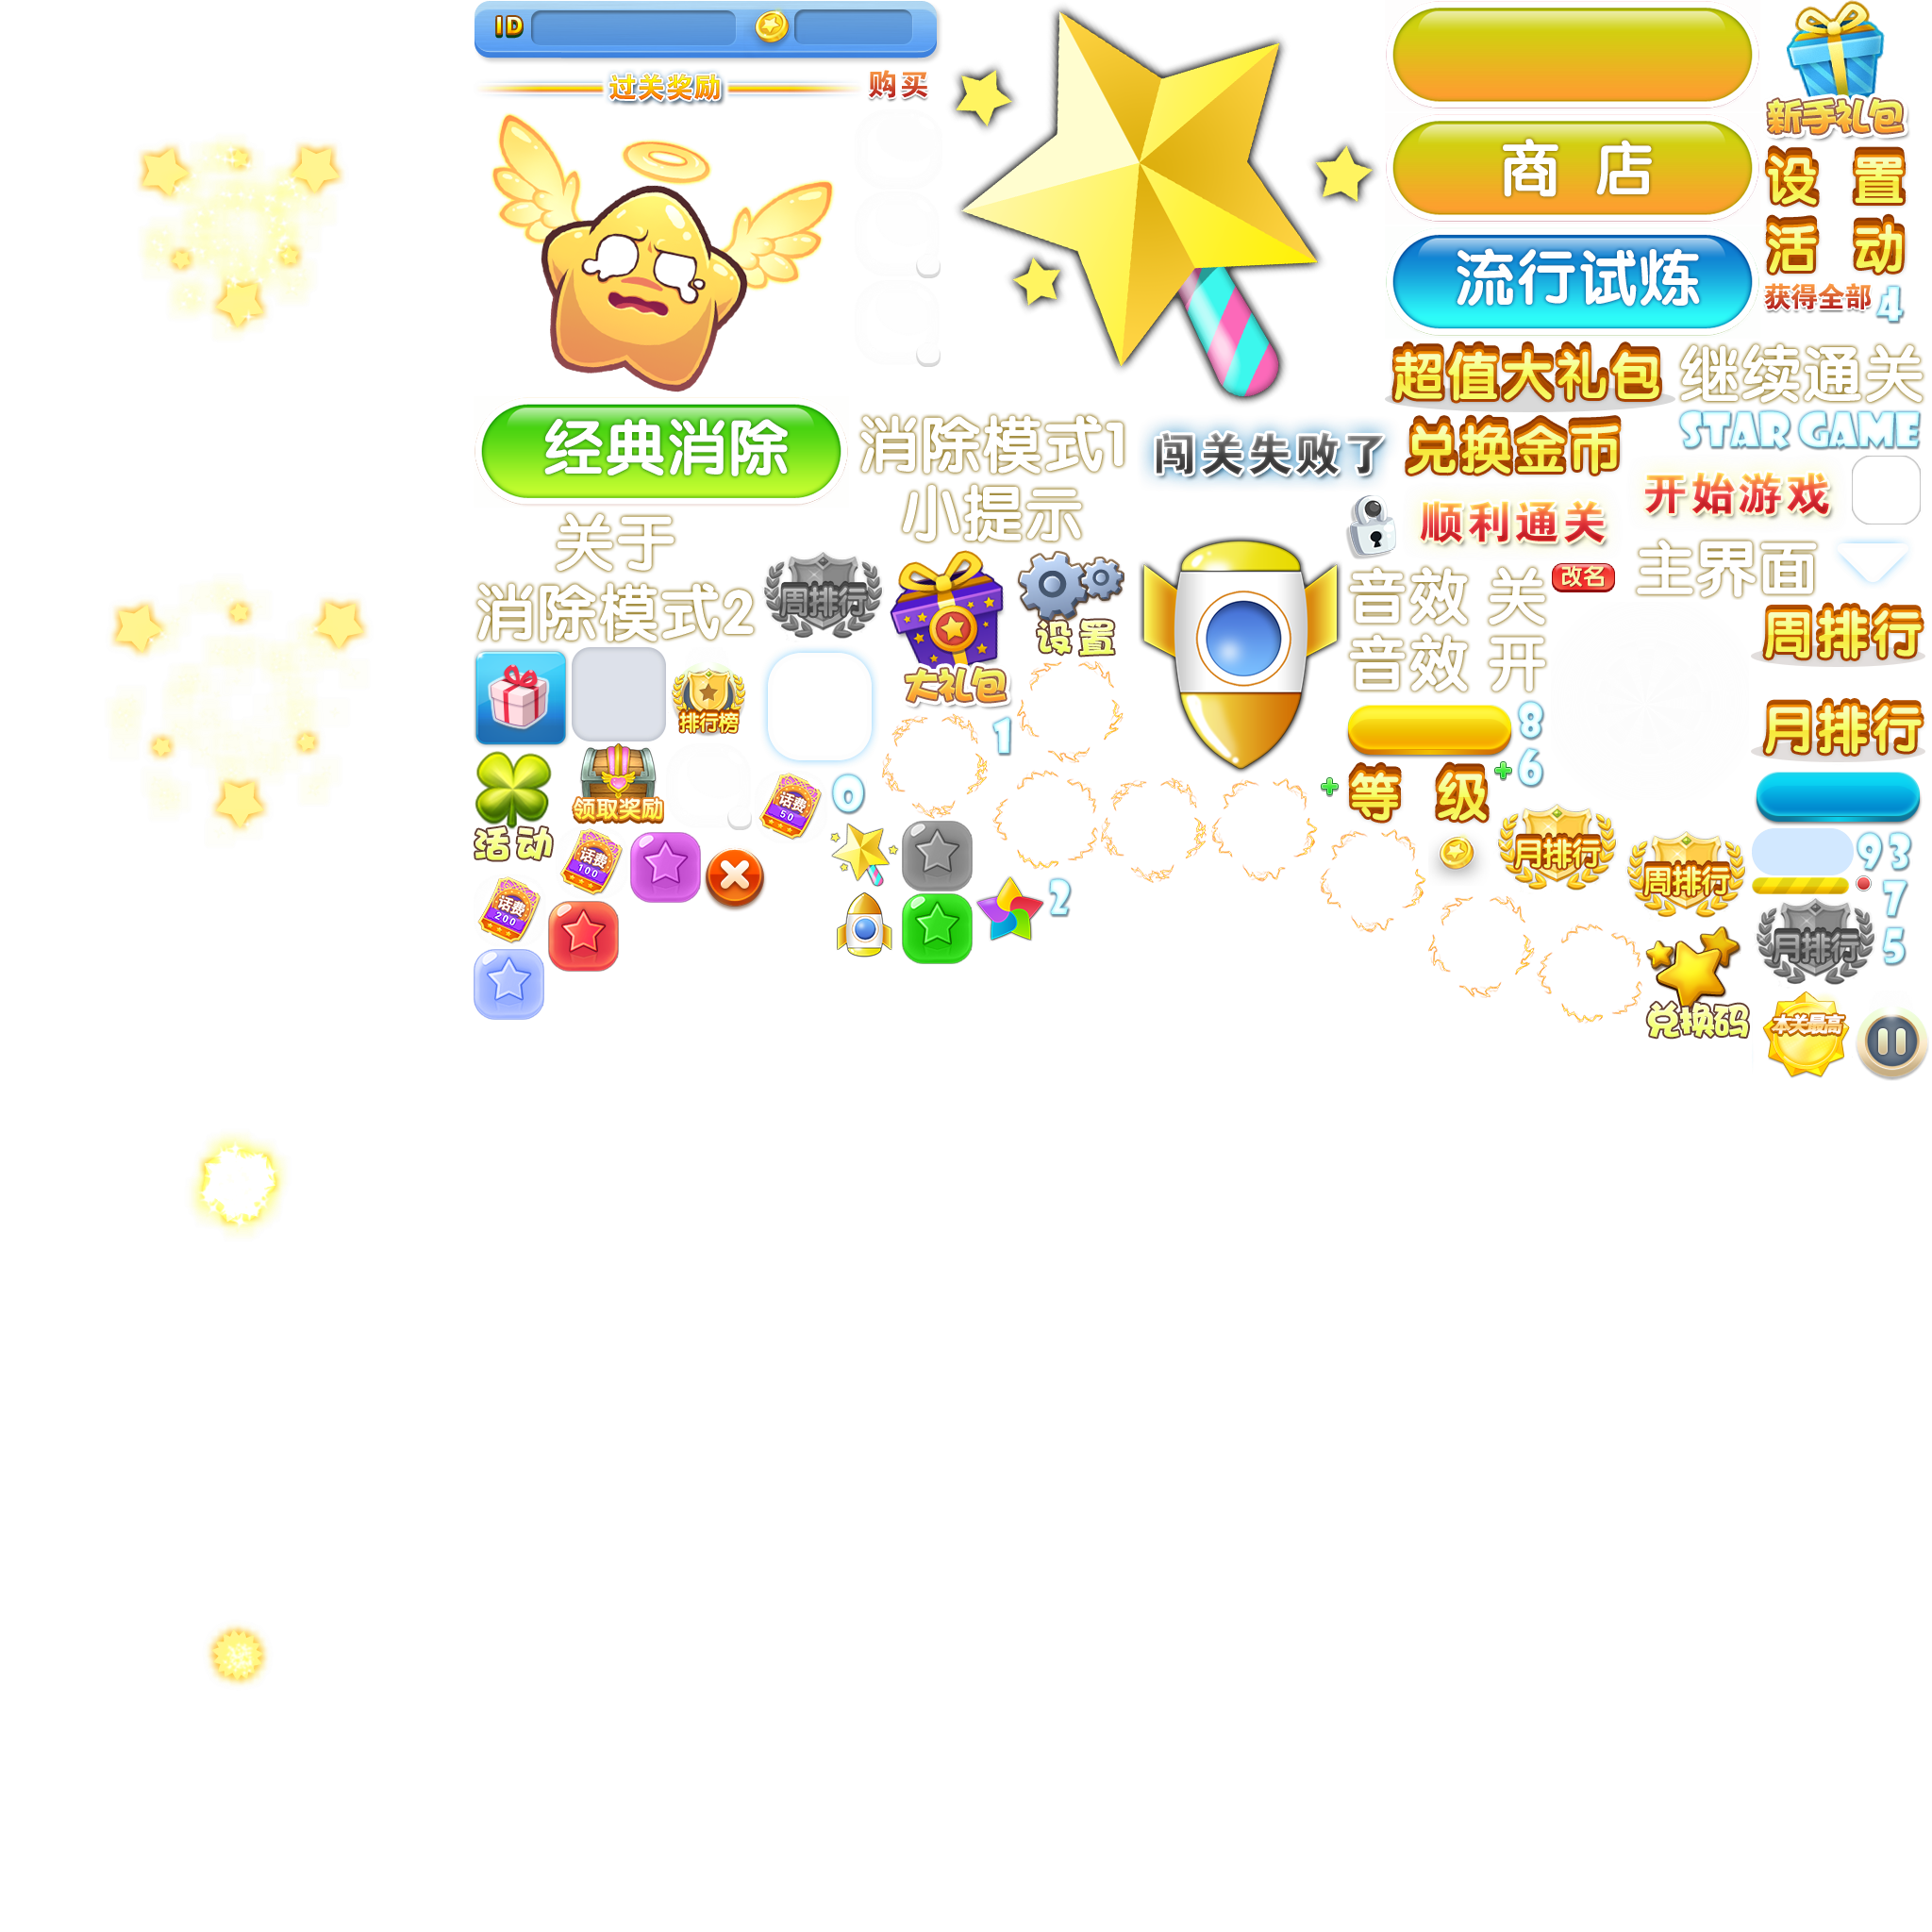 ID
过关奖励
购买
新手礼包
商 店
设 置
活 动
流行试炼
获得全部
4
超值大礼包
继续通关
STAR GAME
经典消除
消除模式1
闯关失败了
兑换金币
小提示
开始游戏
顺利通关
关于
主界面
音效 关
改名
消除模式2
周排行
设置
周排行
音效 开
大礼包
排行榜
月排行
8
1
6
等 级
领取奖励
话费
50
0
活动
话费
100
月排行
周排行
93
话费
200
2
7
月排行
5
兑换码
本关最高